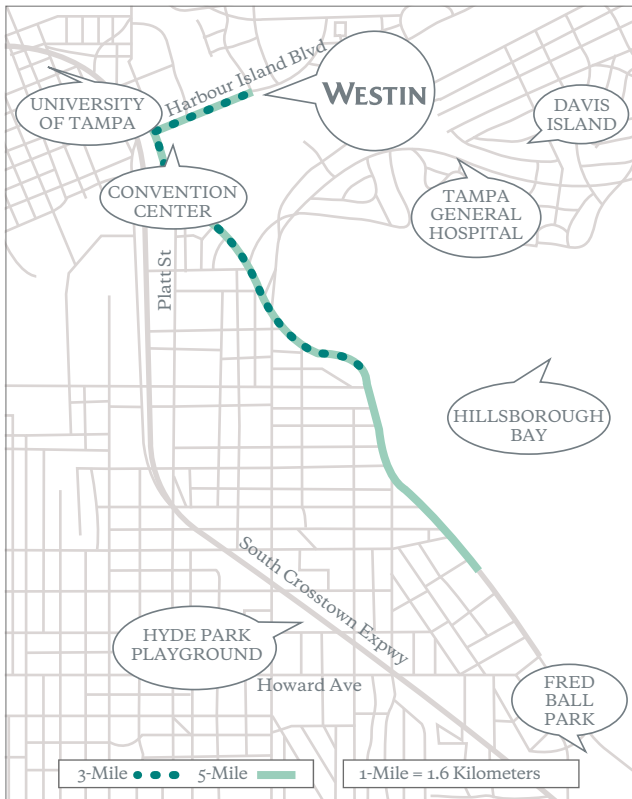 Harbour Island Blvd
WESTIN
UNIVERSITY
OF TAMPA
DAVIS
ISLAND
CONVENTION
CENTER
TAMPA
GENERAL
HOSPITAL
Platt St
HILLSBOROUGH
BAY
South Crosstown Expwy
HYDE PARK
PLAYGROUND
Howard Ave
FRED
BALL
PARK
3-Mile 5-Mile
1-Mile = 1.6 Kilometers